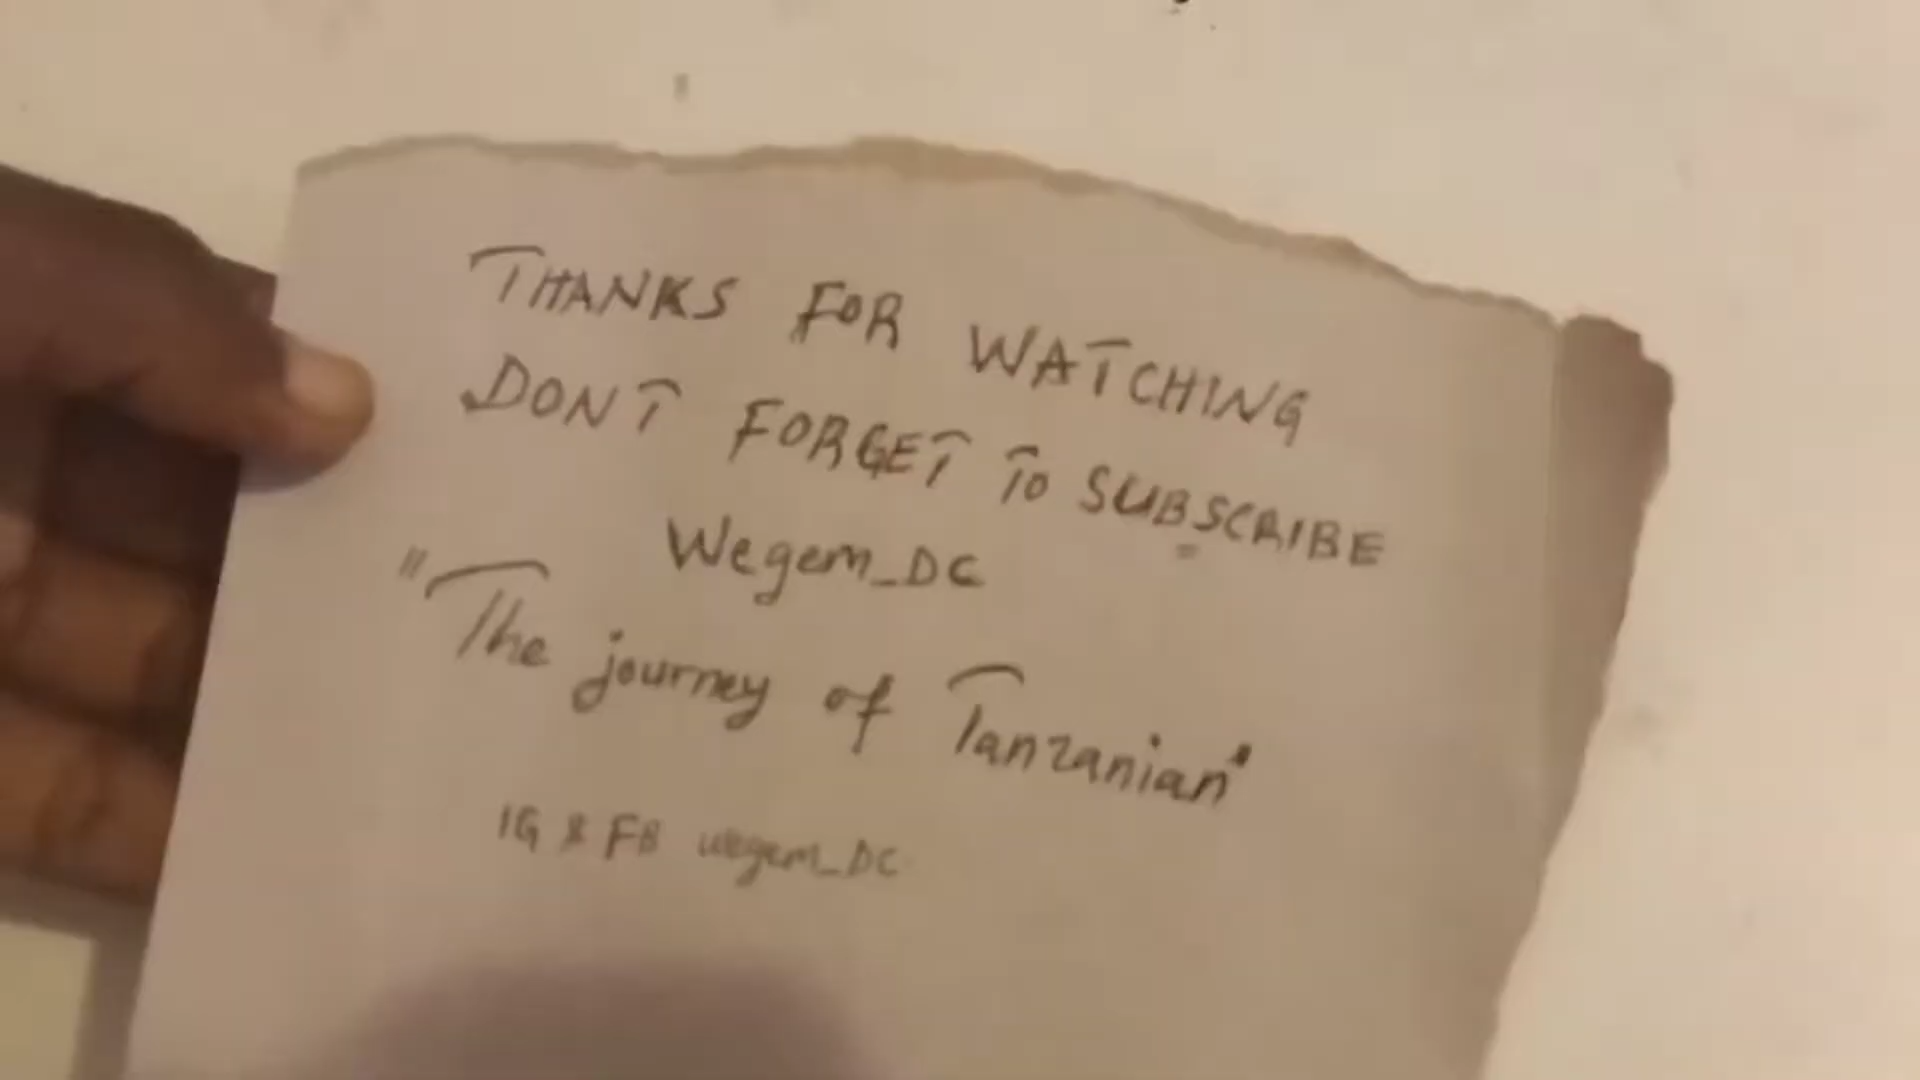 THANKS FOR WATCHING
DONT FORGET TO SUBSCRIBE
Wegem_DC
"The journey of Tanzanian"
IG & FB wegem_DC